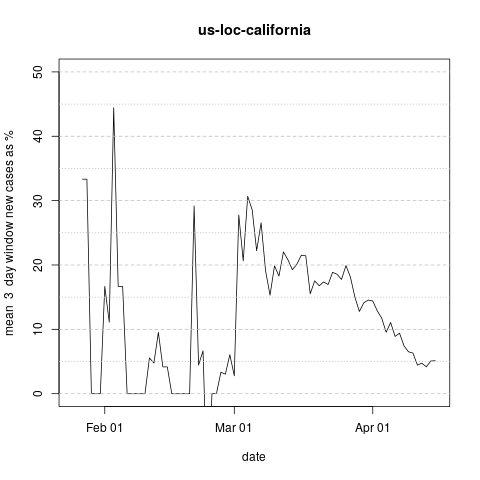 us-loc-california
mean  3  day window new cases as %
50
40
30
20
10
0
Feb 01
Mar 01
Apr 01
date